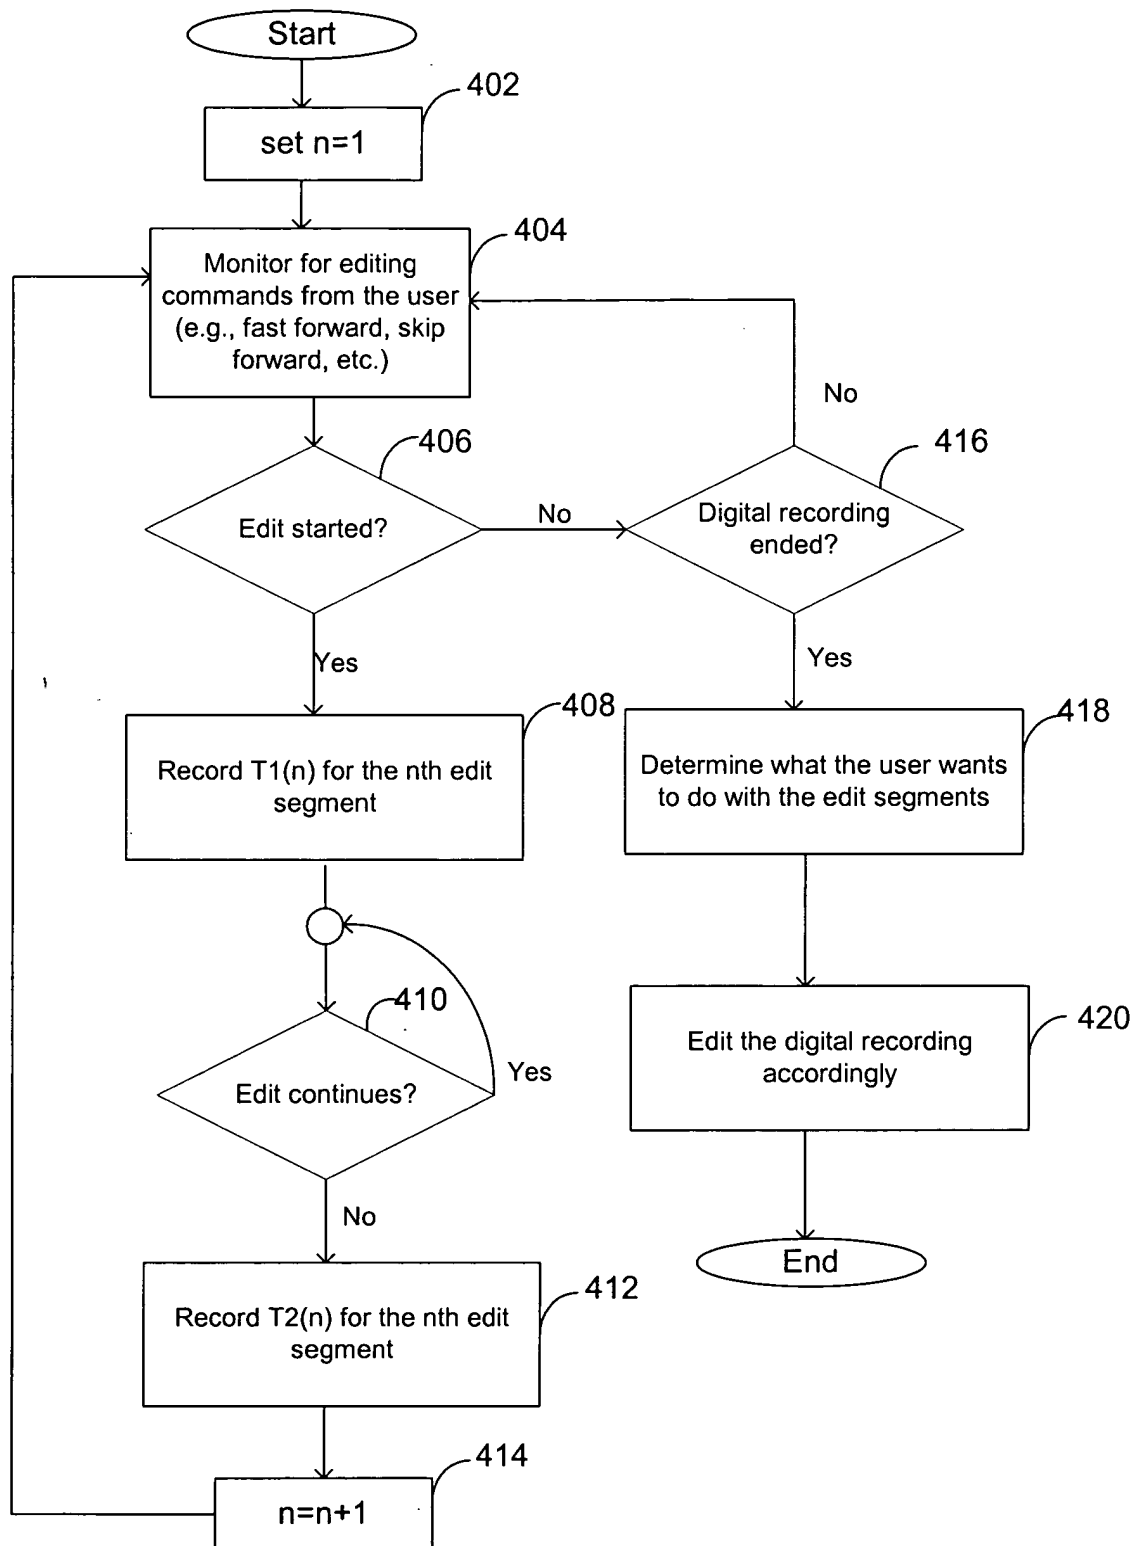 Start
402
set n=1
404
Monitor for editing
commands from the user
(e.g., fast forward, skip
forward, etc.)
No
406
416
Edit started?
No
Digital recording
ended?
Yes
Yes
408
418
Record T1(n) for the nth edit
segment
Determine what the user wants
to do with the edit segments
410
420
Edit continues?
Yes
Edit the digital recording
accordingly
No
End
412
Record T2(n) for the nth edit
segment
414
n=n+1